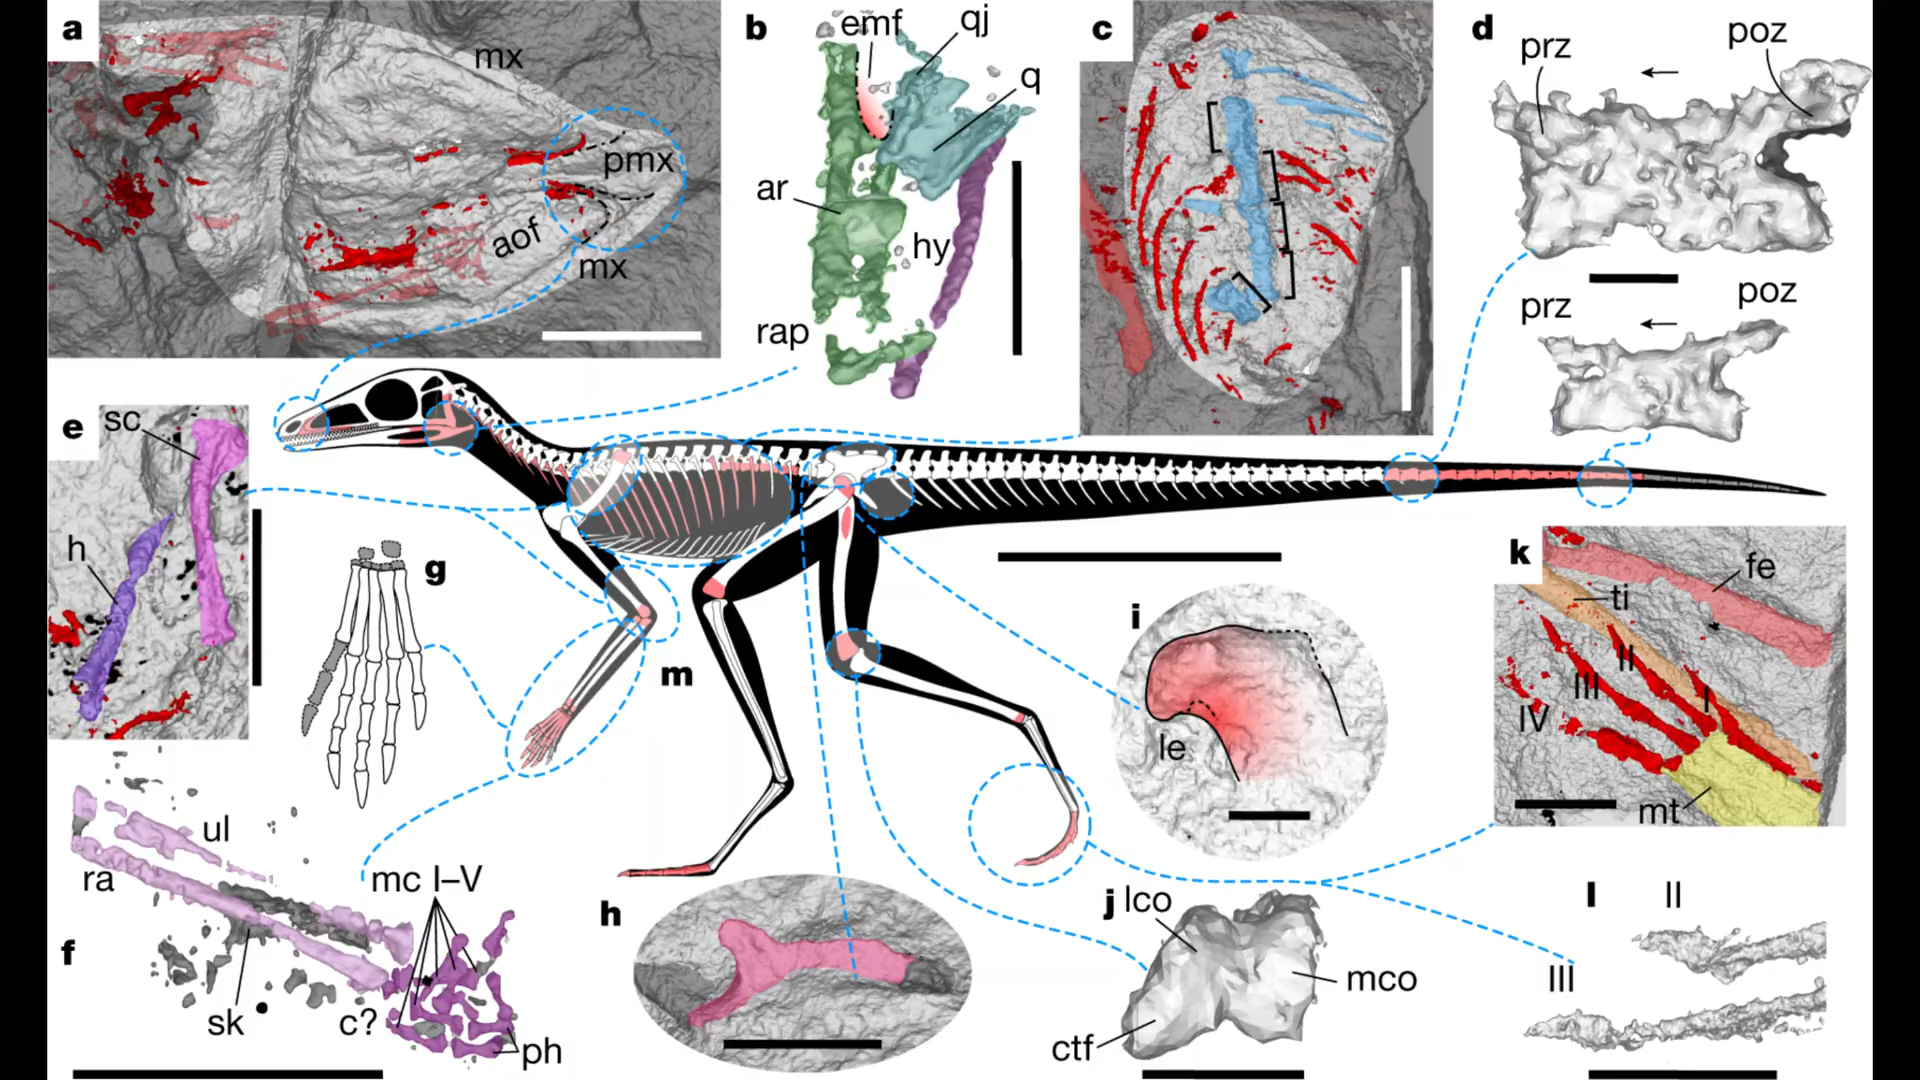 a
mx
pmx
aof
mx
b
emf
qj
q
ar
hy
rap
c
d
prz
poz
prz
poz
e
sc
h
g
m
i
le
k
fe
ti
II
III
I
IV
mt
f
ul
ra
mc I–V
sk
c?
ph
h
j
lco
mco
ctf
l
II
III